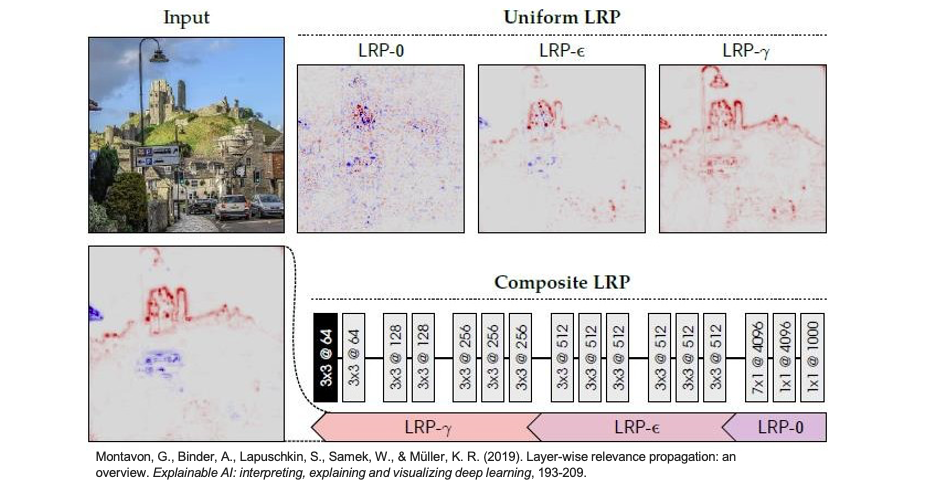 Input
Uniform LRP
LRP-0
LRP-ϵ
LRP-γ
Composite LRP
3x3 @ 64
3x3 @ 64
3x3 @ 128
3x3 @ 128
3x3 @ 256
3x3 @ 256
3x3 @ 256
3x3 @ 512
3x3 @ 512
3x3 @ 512
3x3 @ 512
3x3 @ 512
3x3 @ 512
7x1 @ 4096
1x1 @ 4096
1x1 @ 1000
LRP-γ
LRP-ϵ
LRP-0
Montavon, G., Binder, A., Lapuschkin, S., Samek, W., & Müller, K. R. (2019). Layer-wise relevance propagation: an
overview. Explainable AI: interpreting, explaining and visualizing deep learning, 193-209.